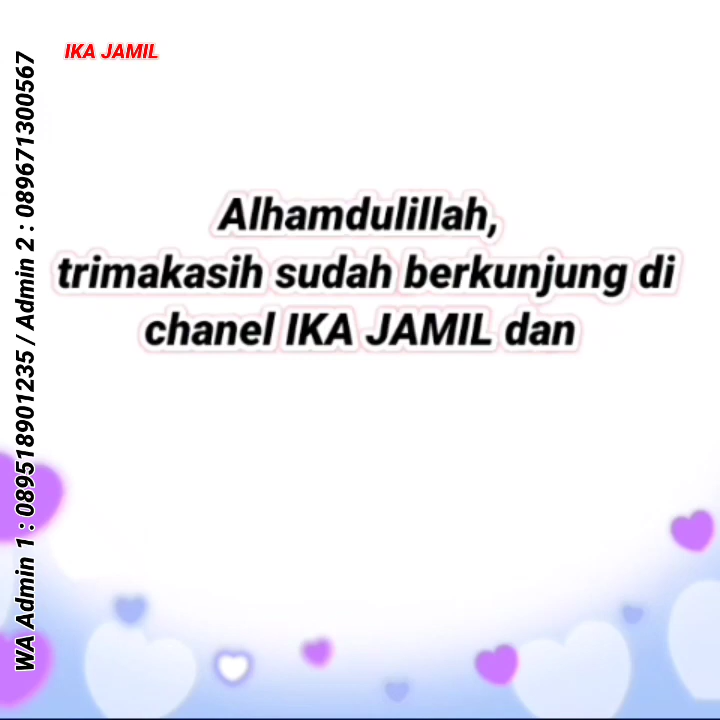 IKA JAMIL
Alhamdulillah,
trimakasih sudah berkunjung di
chanel IKA JAMIL dan
WA Admin 1 : 089518901235 / Admin 2 : 089671300567